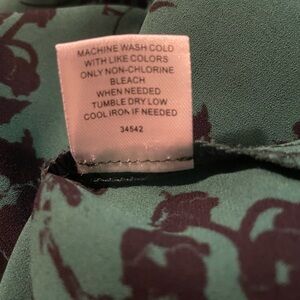 MACHINE WASH COLD
WITH LIKE COLORS
ONLY NON-CHLORINE
BLEACH
WHEN NEEDED
TUMBLE DRY LOW
COOL IRON IF NEEDED
34542